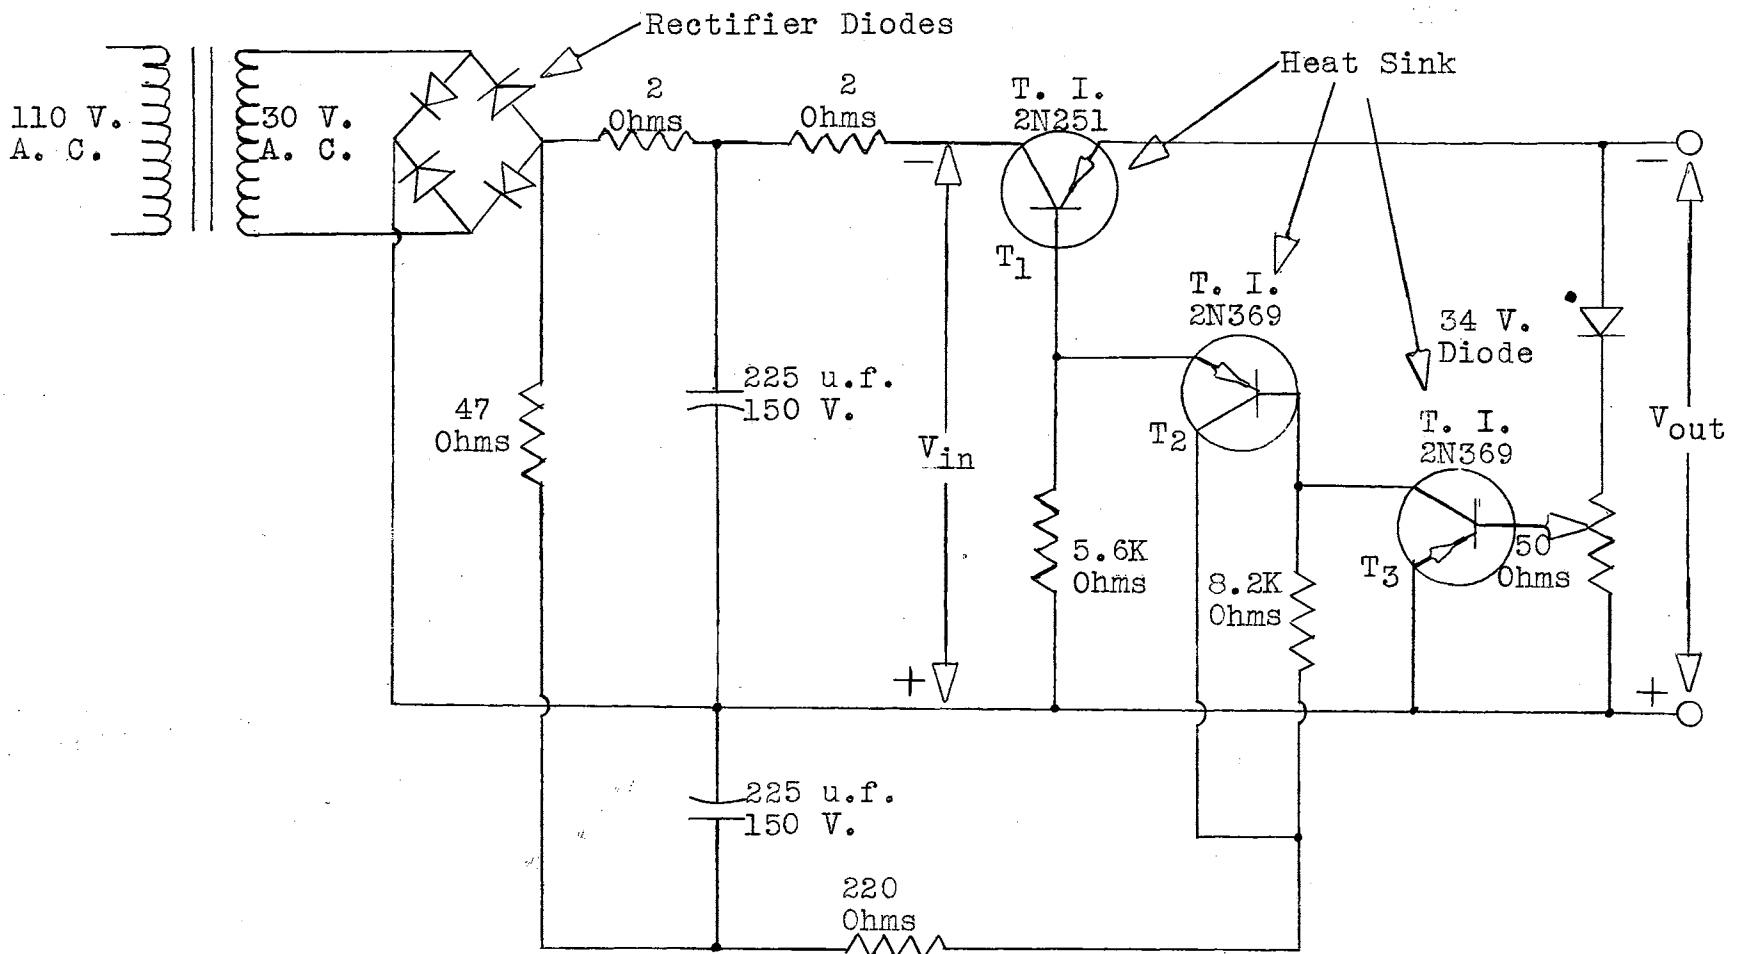 Rectifier Diodes
Heat Sink
110 V.
A. C.
30 V.
A. C.
2
Ohms
2
Ohms
T. I.
2N251
T1
-
-
T. I.
2N369
T2
34 V.
Diode
T. I.
2N369
T3
50
Ohms
47
Ohms
225 u.f.
150 V.
Vin
Vout
5.6K
Ohms
8.2K
Ohms
+
+
225 u.f.
150 V.
220
Ohms